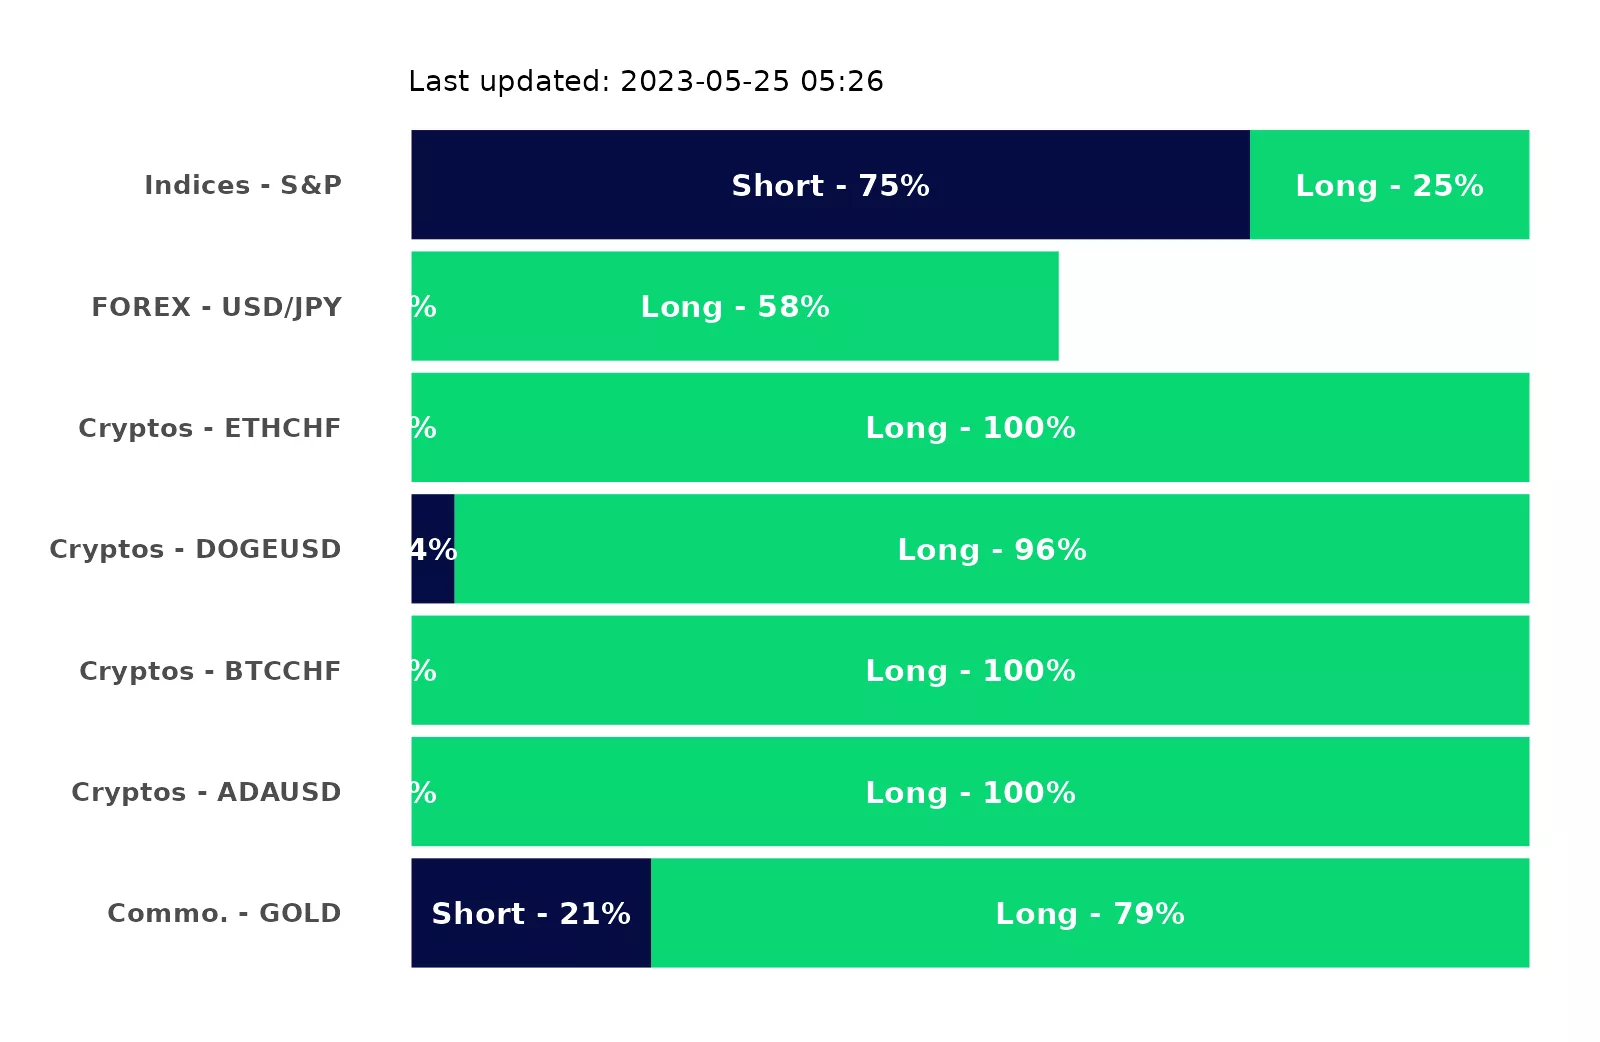 Last updated: 2023-05-25 05:26
Indices - S&P Short - 75% Long - 25%
FOREX - USD/JPY % Long - 58%
Cryptos - ETHCHF % Long - 100%
Cryptos - DOGEUSD 4% Long - 96%
Cryptos - BTCCHF % Long - 100%
Cryptos - ADAUSD % Long - 100%
Commo. - GOLD Short - 21% Long - 79%